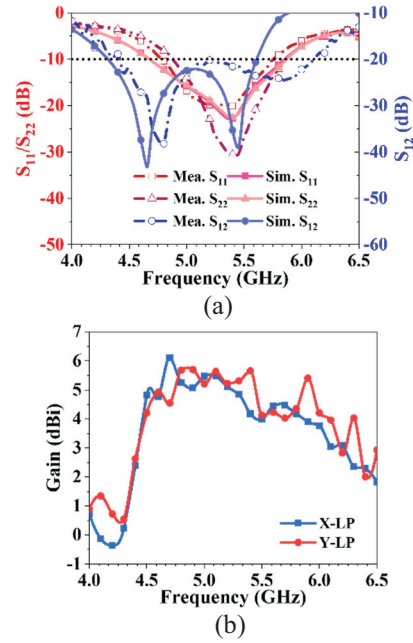 (a)
0
-10
-20
-30
-40
-50
S11/S22 (dB)
-10
-20
-30
-40
-50
-60
S12 (dB)
Mea. S11 Sim. S11
Mea. S22 Sim. S22
Mea. S12 Sim. S12
4.0 4.5 5.0 5.5 6.0 6.5
Frequency (GHz)
(a)
7
6
5
4
3
2
1
0
-1
Gain (dBi)
X-LP
Y-LP
4.0 4.5 5.0 5.5 6.0 6.5
Frequency (GHz)
(b)